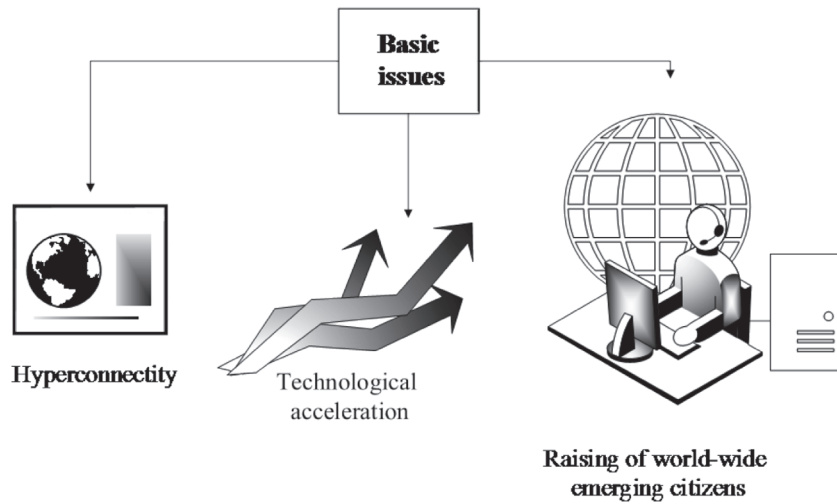 Basic
issues
Hyperconnectity
Technological
acceleration
Raising of world-wide
emerging citizens